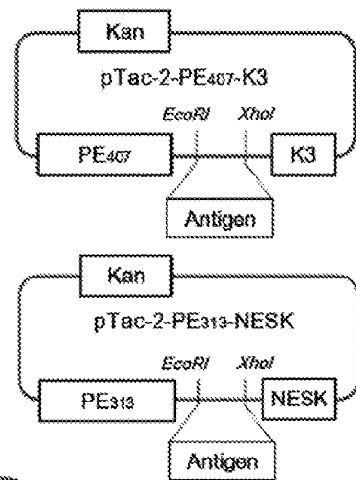 Kan
pTac-2-PE407-K3
EcoRI XhoI
PE407 K3
Antigen
Kan
pTac-2-PE313-NESK
EcoRI XhoI
PE313 NESK
Antigen